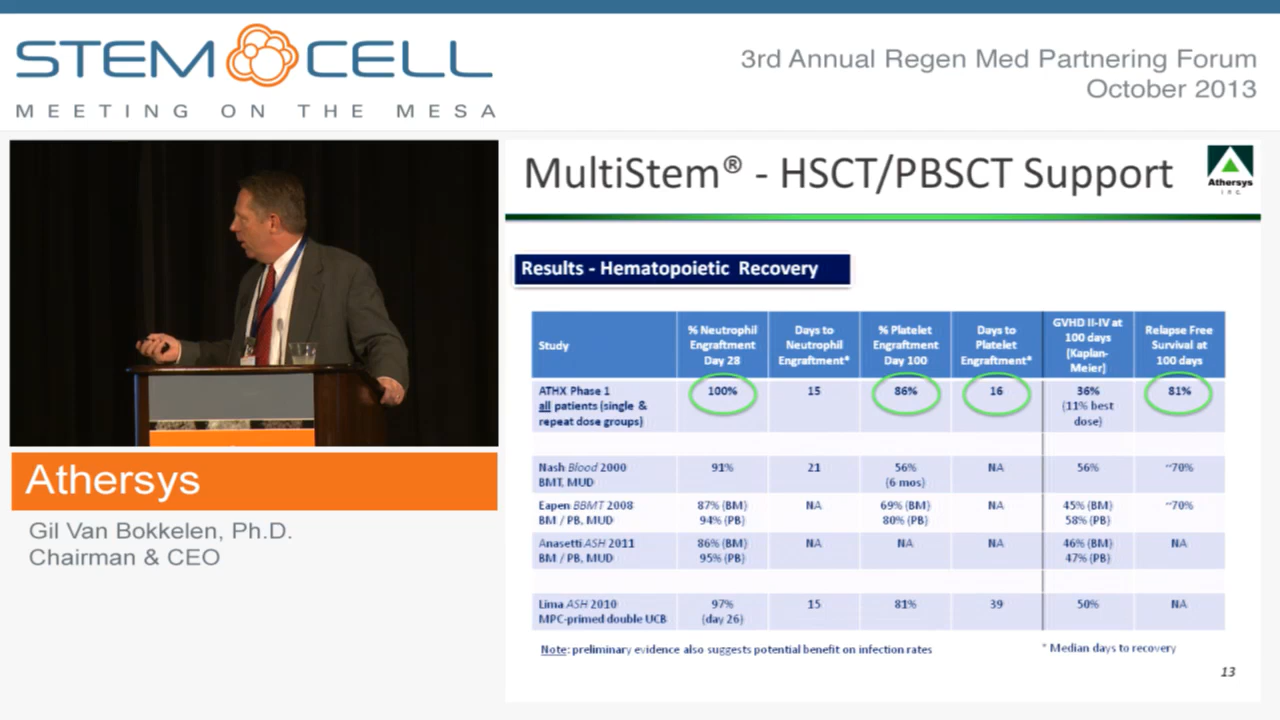 STEM CELL
MEETING ON THE MESA
3rd Annual Regen Med Partnering Forum
October 2013
MultiStem® - HSCT/PBSCT Support
Athersys
inc.
Results - Hematopoietic Recovery
Study
% Neutrophil Engraftment Day 28
Days to Neutrophil Engraftment*
% Platelet Engraftment Day 100
Days to Platelet Engraftment*
GVHD II-IV at 100 days (Kaplan-Meier)
Relapse Free Survival at 100 days
ATHX Phase 1 all patients (single & repeat dose groups)
100%
15
86%
16
36% (11% best dose)
81%
Nash Blood 2000 BMT, MUD
91%
21
56% (6 mos)
NA
56%
~70%
Eapen BBMT 2008 BM / PB, MUD
87% (BM) 94% (PB)
NA
69% (BM) 80% (PB)
NA
45% (BM) 58% (PB)
~70%
Anasetti ASH 2011 BM / PB, MUD
86% (BM) 95% (PB)
NA
NA
NA
46% (BM) 47% (PB)
NA
Lima ASH 2010 MPC-primed double UCB
97% (day 26)
15
81%
39
50%
NA
Note: preliminary evidence also suggests potential benefit on infection rates
* Median days to recovery
13
Athersys
Gil Van Bokkelen, Ph.D.
Chairman & CEO